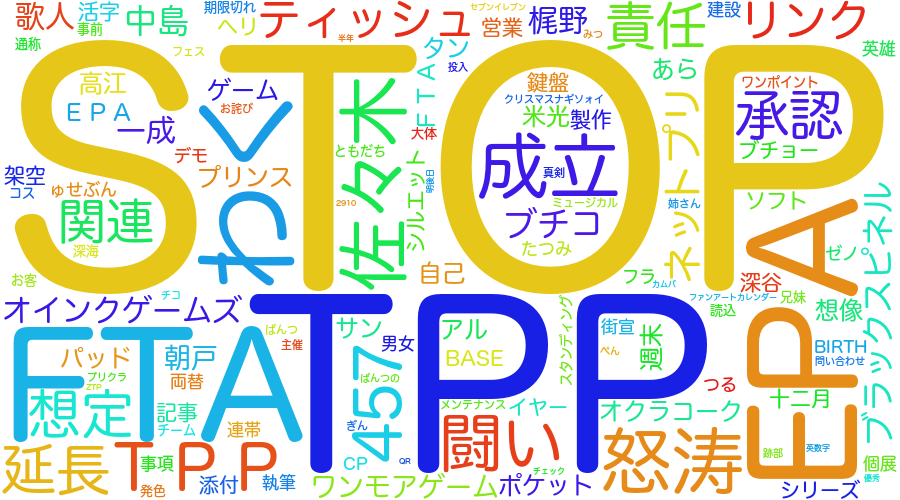 歌人
活字
事前
期限切れ
ヘリ
ティッシュ
セブンイレブン
営業
梶野
みつ
責任
建設
リンク
中島
通称
フェス
半年
タン
投入
あら
英雄
STOP
高江
ゲーム
お詫び
鍵盤
ワンポイント
クリスマスナギソォイ
EPA
一成
わく
佐々木
FTA
大体
米光
製作
承認
ネットプリ
ブチョー
デモ
ともだち
成立
真剣
架空
コス
ゅせぶん
プリンス
シルエット
明後日
ミュージカル
姉さん
ソフト
ブラックスピネル
2910
関連
ブチコ
たつみ
深海
ゼノ
お客
自己
フラ
カムバ
深谷
チコ
ファンアートカレンダー
兄妹
読込
想像
オインクゲームズ
TPP
EPA
FTA
ぱんつ
サン
男女
アル
スタンディング
街宣
週末
BIRTH
問い合わせ
主催
パッド
朝戸
BASE
ぺん
プリクラ
ZTP
両替
457
ぱんつの
つる
想定
記事
チーム
連帯
ぎん
メンテナンス
イヤー
オクラコーク
十二月
闘い
怒涛
英数字
跡部
延長
TPP
事項
発色
添付
執筆
CP
QR
チェック
ワンモアゲーム
ポケット
個展
優秀
シリーズ